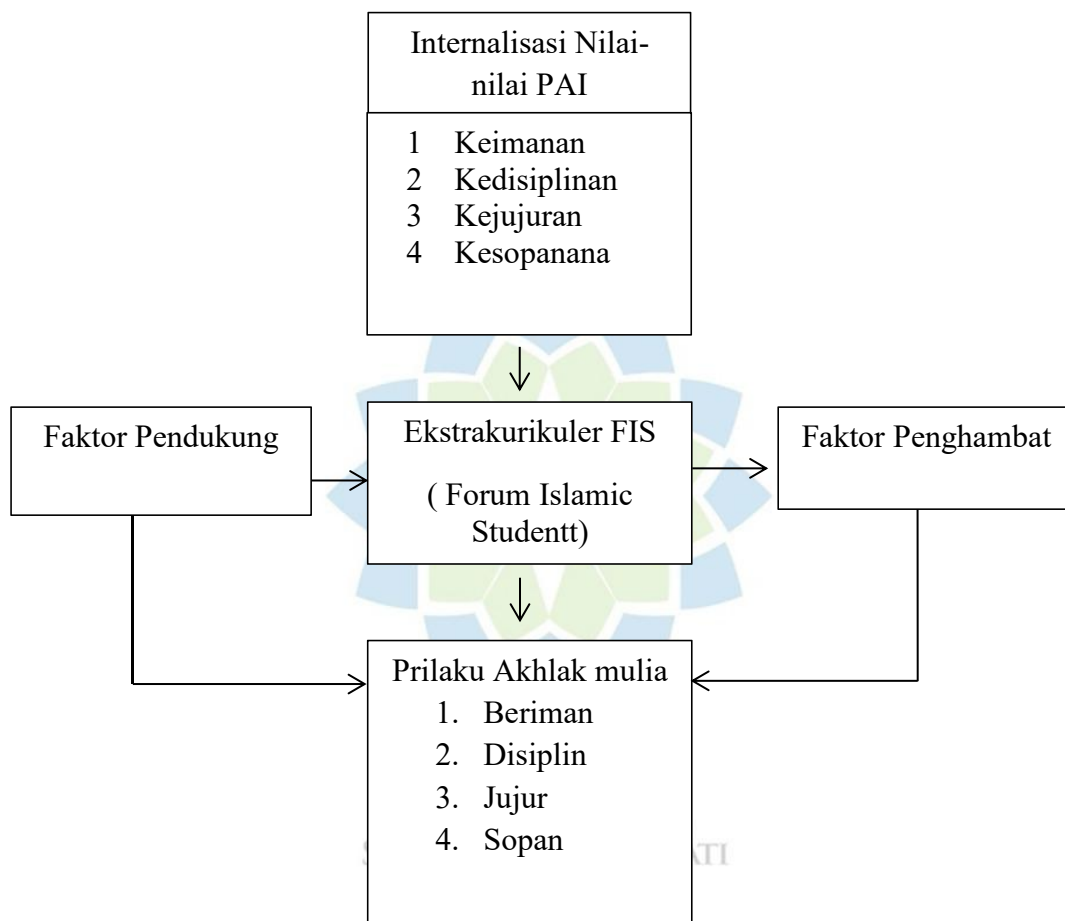 Internalisasi Nilai-
nilai PAI
1 Keimanan
2 Kedisiplinan
3 Kejujuran
4 Kesopanana
Faktor Pendukung
Ekstrakurikuler FIS
( Forum Islamic
Studentt)
Faktor Penghambat
Prilaku Akhlak mulia
1. Beriman
2. Disiplin
3. Jujur
4. Sopan